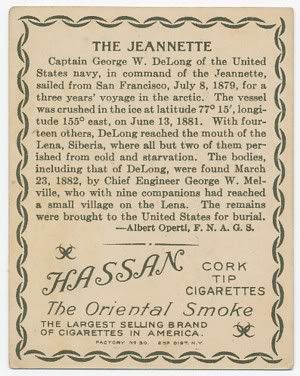 THE JEANNETTE
Captain George W. DeLong of the United
States navy, in command of the Jeannette,
sailed from San Francisco, July 8, 1879, for a
three years' voyage in the arctic. The vessel
was crushed in the ice at latitude 77° 15', longi-
tude 155° east, on June 13, 1881. With four-
teen others, DeLong reached the mouth of the
Lena, Siberia, where all but two of them per-
ished from cold and starvation. The bodies,
including that of DeLong, were found March
23, 1882, by Chief Engineer George W. Mel-
ville, who with nine companions had reached
a small village on the Lena. The remains
were brought to the United States for burial.
—Albert Operti, F. N. A. G. S.
HASSAN
CORK
TIP
CIGARETTES
The Oriental Smoke
THE LARGEST SELLING BRAND
OF CIGARETTES IN AMERICA.
FACTORY No 30. 2ND DIST. N.Y.